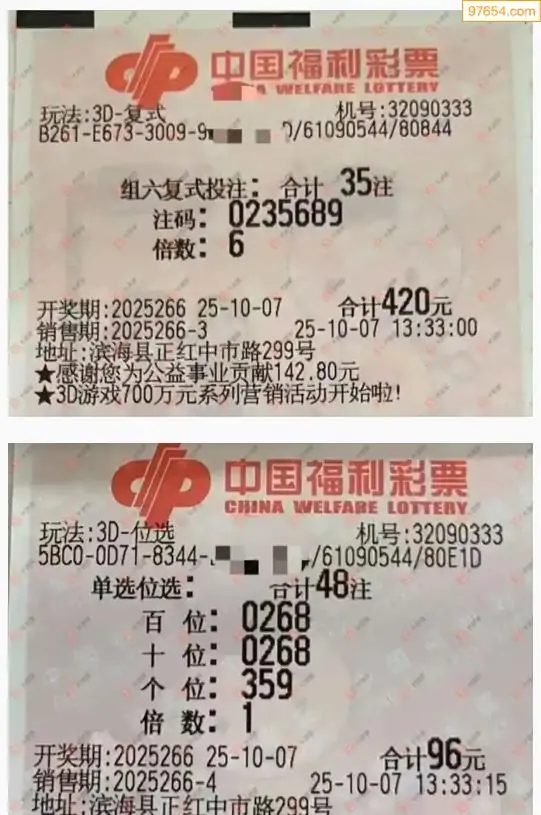 97654.com
中国福利彩票
A WELFARE LOTTERY
玩法:3D-复式 机号:32090333
B261-E673-3009-9 /61090544/80844
组六复式投注: 合计 35注
注码: 0235689
倍数: 6
开奖期:2025266 25-10-07 合计420元
销售期:2025266-3 25-10-07 13:33:00
地址:滨海县正红中市路299号
★感谢您为公益事业贡献142.80元
★3D游戏700万元系列营销活动开始啦!
中国福利彩票
CHINA WELFARE LOTTERY
玩法:3D-位选 机号:32090333
5BC0-0D71-8344- /61090544/80E1D
单选位选: 合计48注
百 位: 0268
十 位: 0268
个 位: 359
倍 数: 1
开奖期:2025266 25-10-07 合计96元
销售期:2025266-4 25-10-07 13:33:15
地址:滨海县正红中市路299号